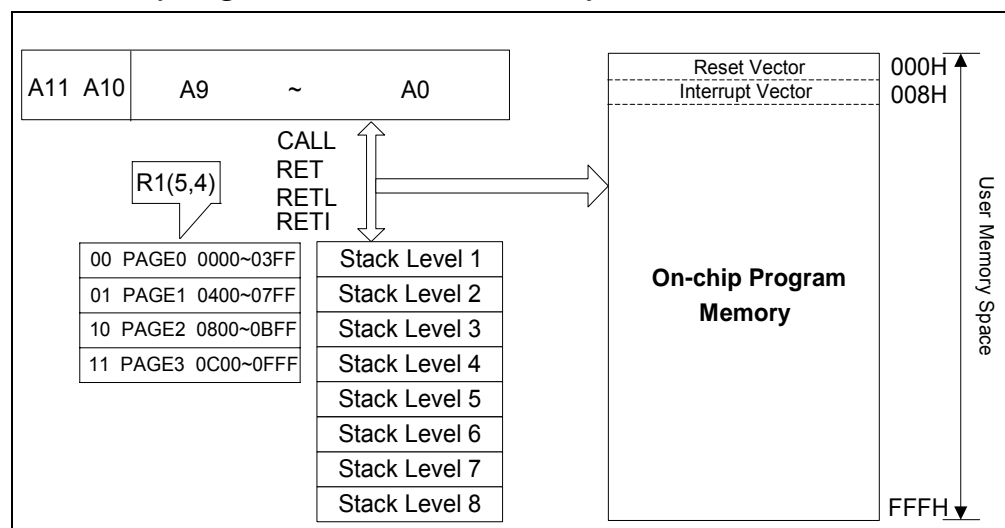 A11 A10 A9 ~ A0
CALL
RET
RETL
RETI
R1(5,4)
00 PAGE0 0000~03FF
01 PAGE1 0400~07FF
10 PAGE2 0800~0BFF
11 PAGE3 0C00~0FFF
Stack Level 1
Stack Level 2
Stack Level 3
Stack Level 4
Stack Level 5
Stack Level 6
Stack Level 7
Stack Level 8
Reset Vector
Interrupt Vector
On-chip Program
Memory
000H
008H
FFFH
User Memory Space